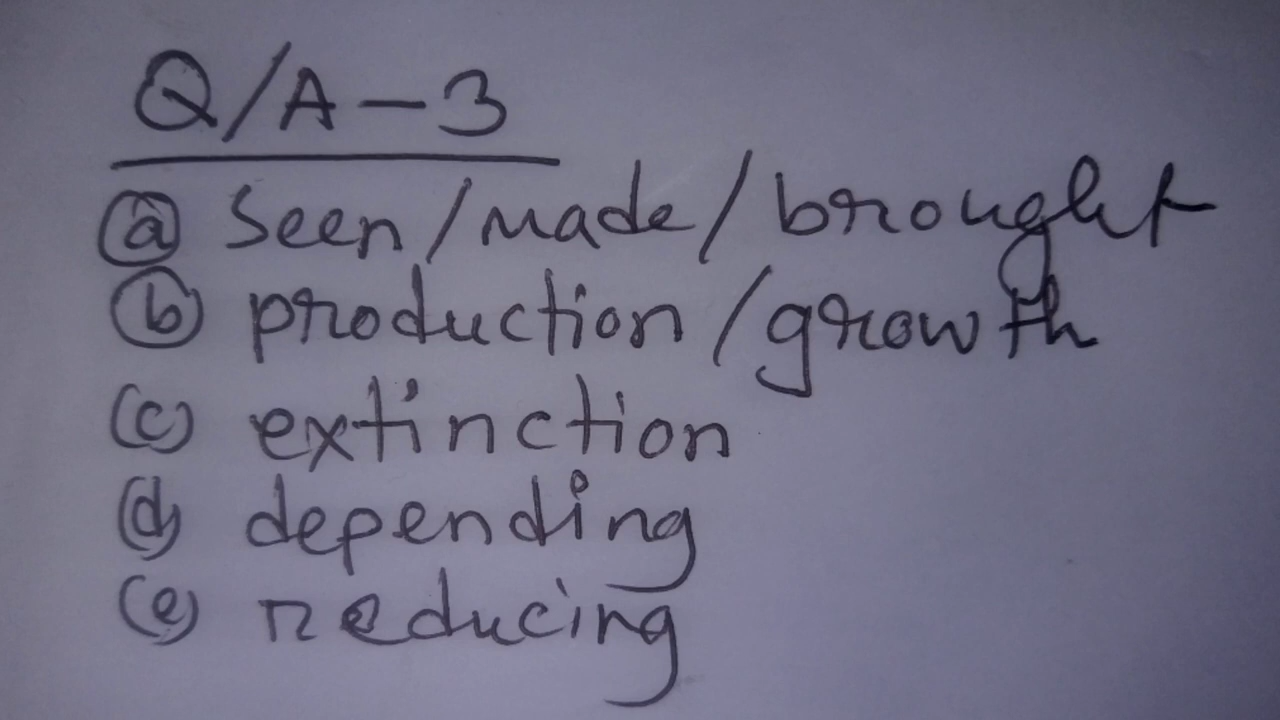 Q/A-3
(a) Seen/made/brought
(b) production/growth
(c) extinction
(d) depending
(e) reducing